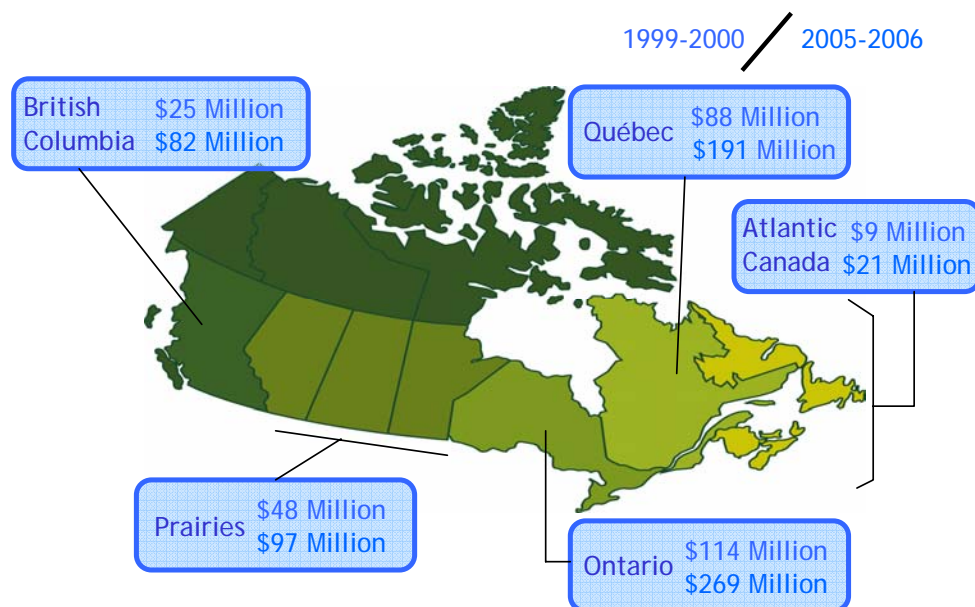 1999-2000 / 2005-2006
British Columbia
$25 Million
$82 Million
Québec
$88 Million
$191 Million
Atlantic Canada
$9 Million
$21 Million
Prairies
$48 Million
$97 Million
Ontario
$114 Million
$269 Million